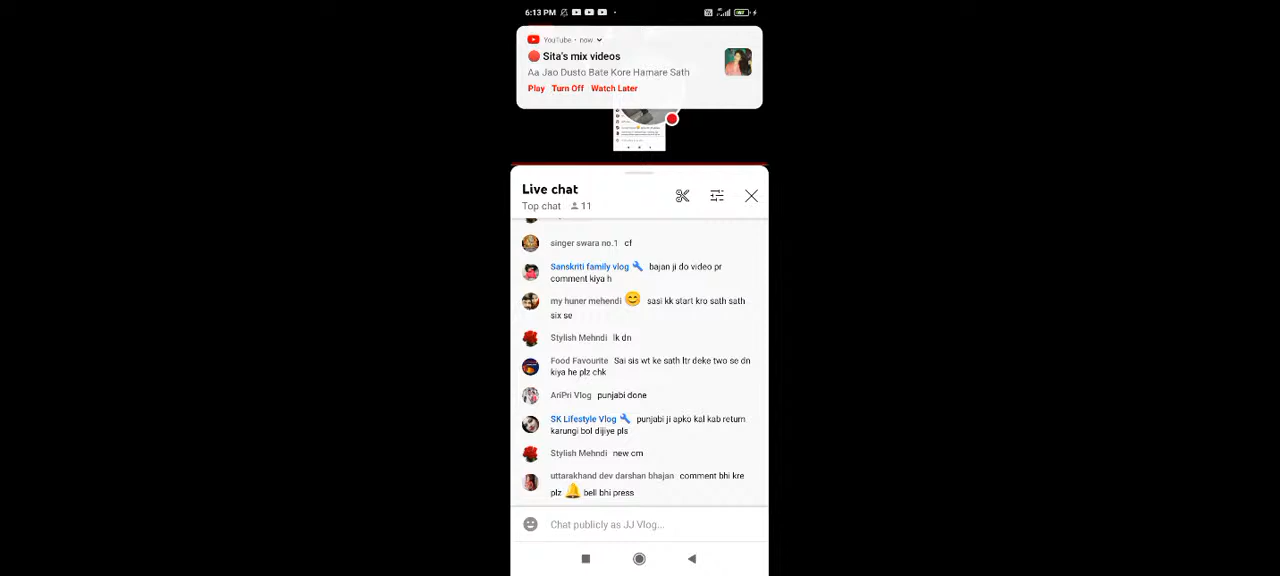 6:13 PM
YouTube • now
Sita's mix videos
Aa Jao Dusto Bate Kore Hamare Sath
Play Turn Off Watch Later
Live chat
Top chat 11
singer swara no.1 cf
Sanskriti family vlog bajan ji do video pr
comment kiya h
my huner mehendi 😊 sasi kk start kro sath sath
six se
Stylish Mehndi lk dn
Food Favourite Sai sis wt ke sath ltr deke two se dn
kiya he plz chk
AriPri Vlog punjabi done
SK Lifestyle Vlog punjabi ji apko kal kab return
karungi bol dijiye pls
Stylish Mehndi new cm
uttarakhand dev darshan bhajan comment bhi kre
plz 🔔 bell bhi press
Chat publicly as JJ Vlog...